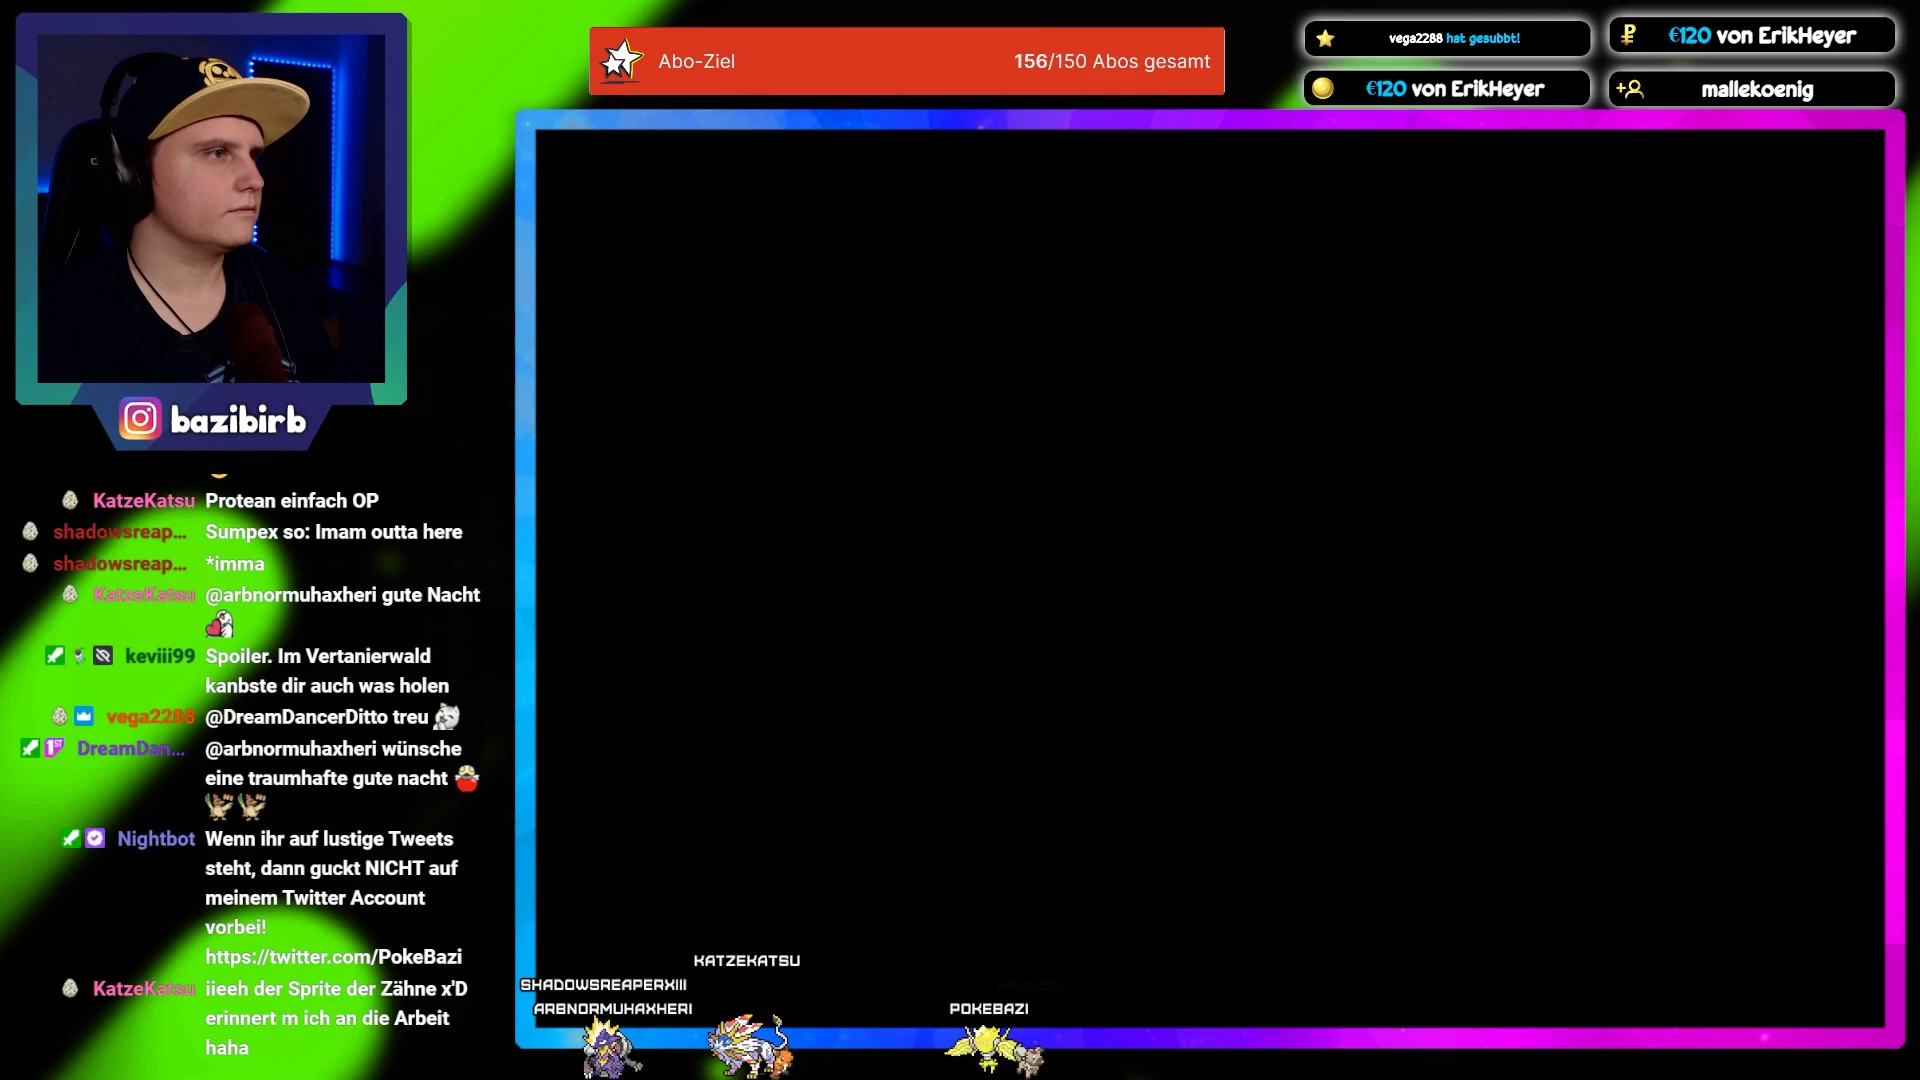 Abo-Ziel
156/150 Abos gesamt
vega2288 hat gesubbt!
€120 von ErikHeyer
€120 von ErikHeyer
mallekoenig
bazibirb
KatzeKatsu Protean einfach OP
shadowsreap... Sumpex so: Imam outta here
shadowsreap... *imma
KatzeKatsu @arbnormuhaxheri gute Nacht
keviii99 Spoiler. Im Vertanierwald
kanbste dir auch was holen
vega2288 @DreamDancerDitto treu
DreamDan... @arbnormuhaxheri wünsche
eine traumhafte gute nacht
Nightbot Wenn ihr auf lustige Tweets
steht, dann guckt NICHT auf
meinem Twitter Account
vorbei!
https://twitter.com/PokeBazi
KatzeKatsu iieeh der Sprite der Zähne x'D
erinnert m ich an die Arbeit
haha
KATZEKATSU
SHADOWSREAPERXIII
ARBNORMUHAXHERI
POKEBAZI